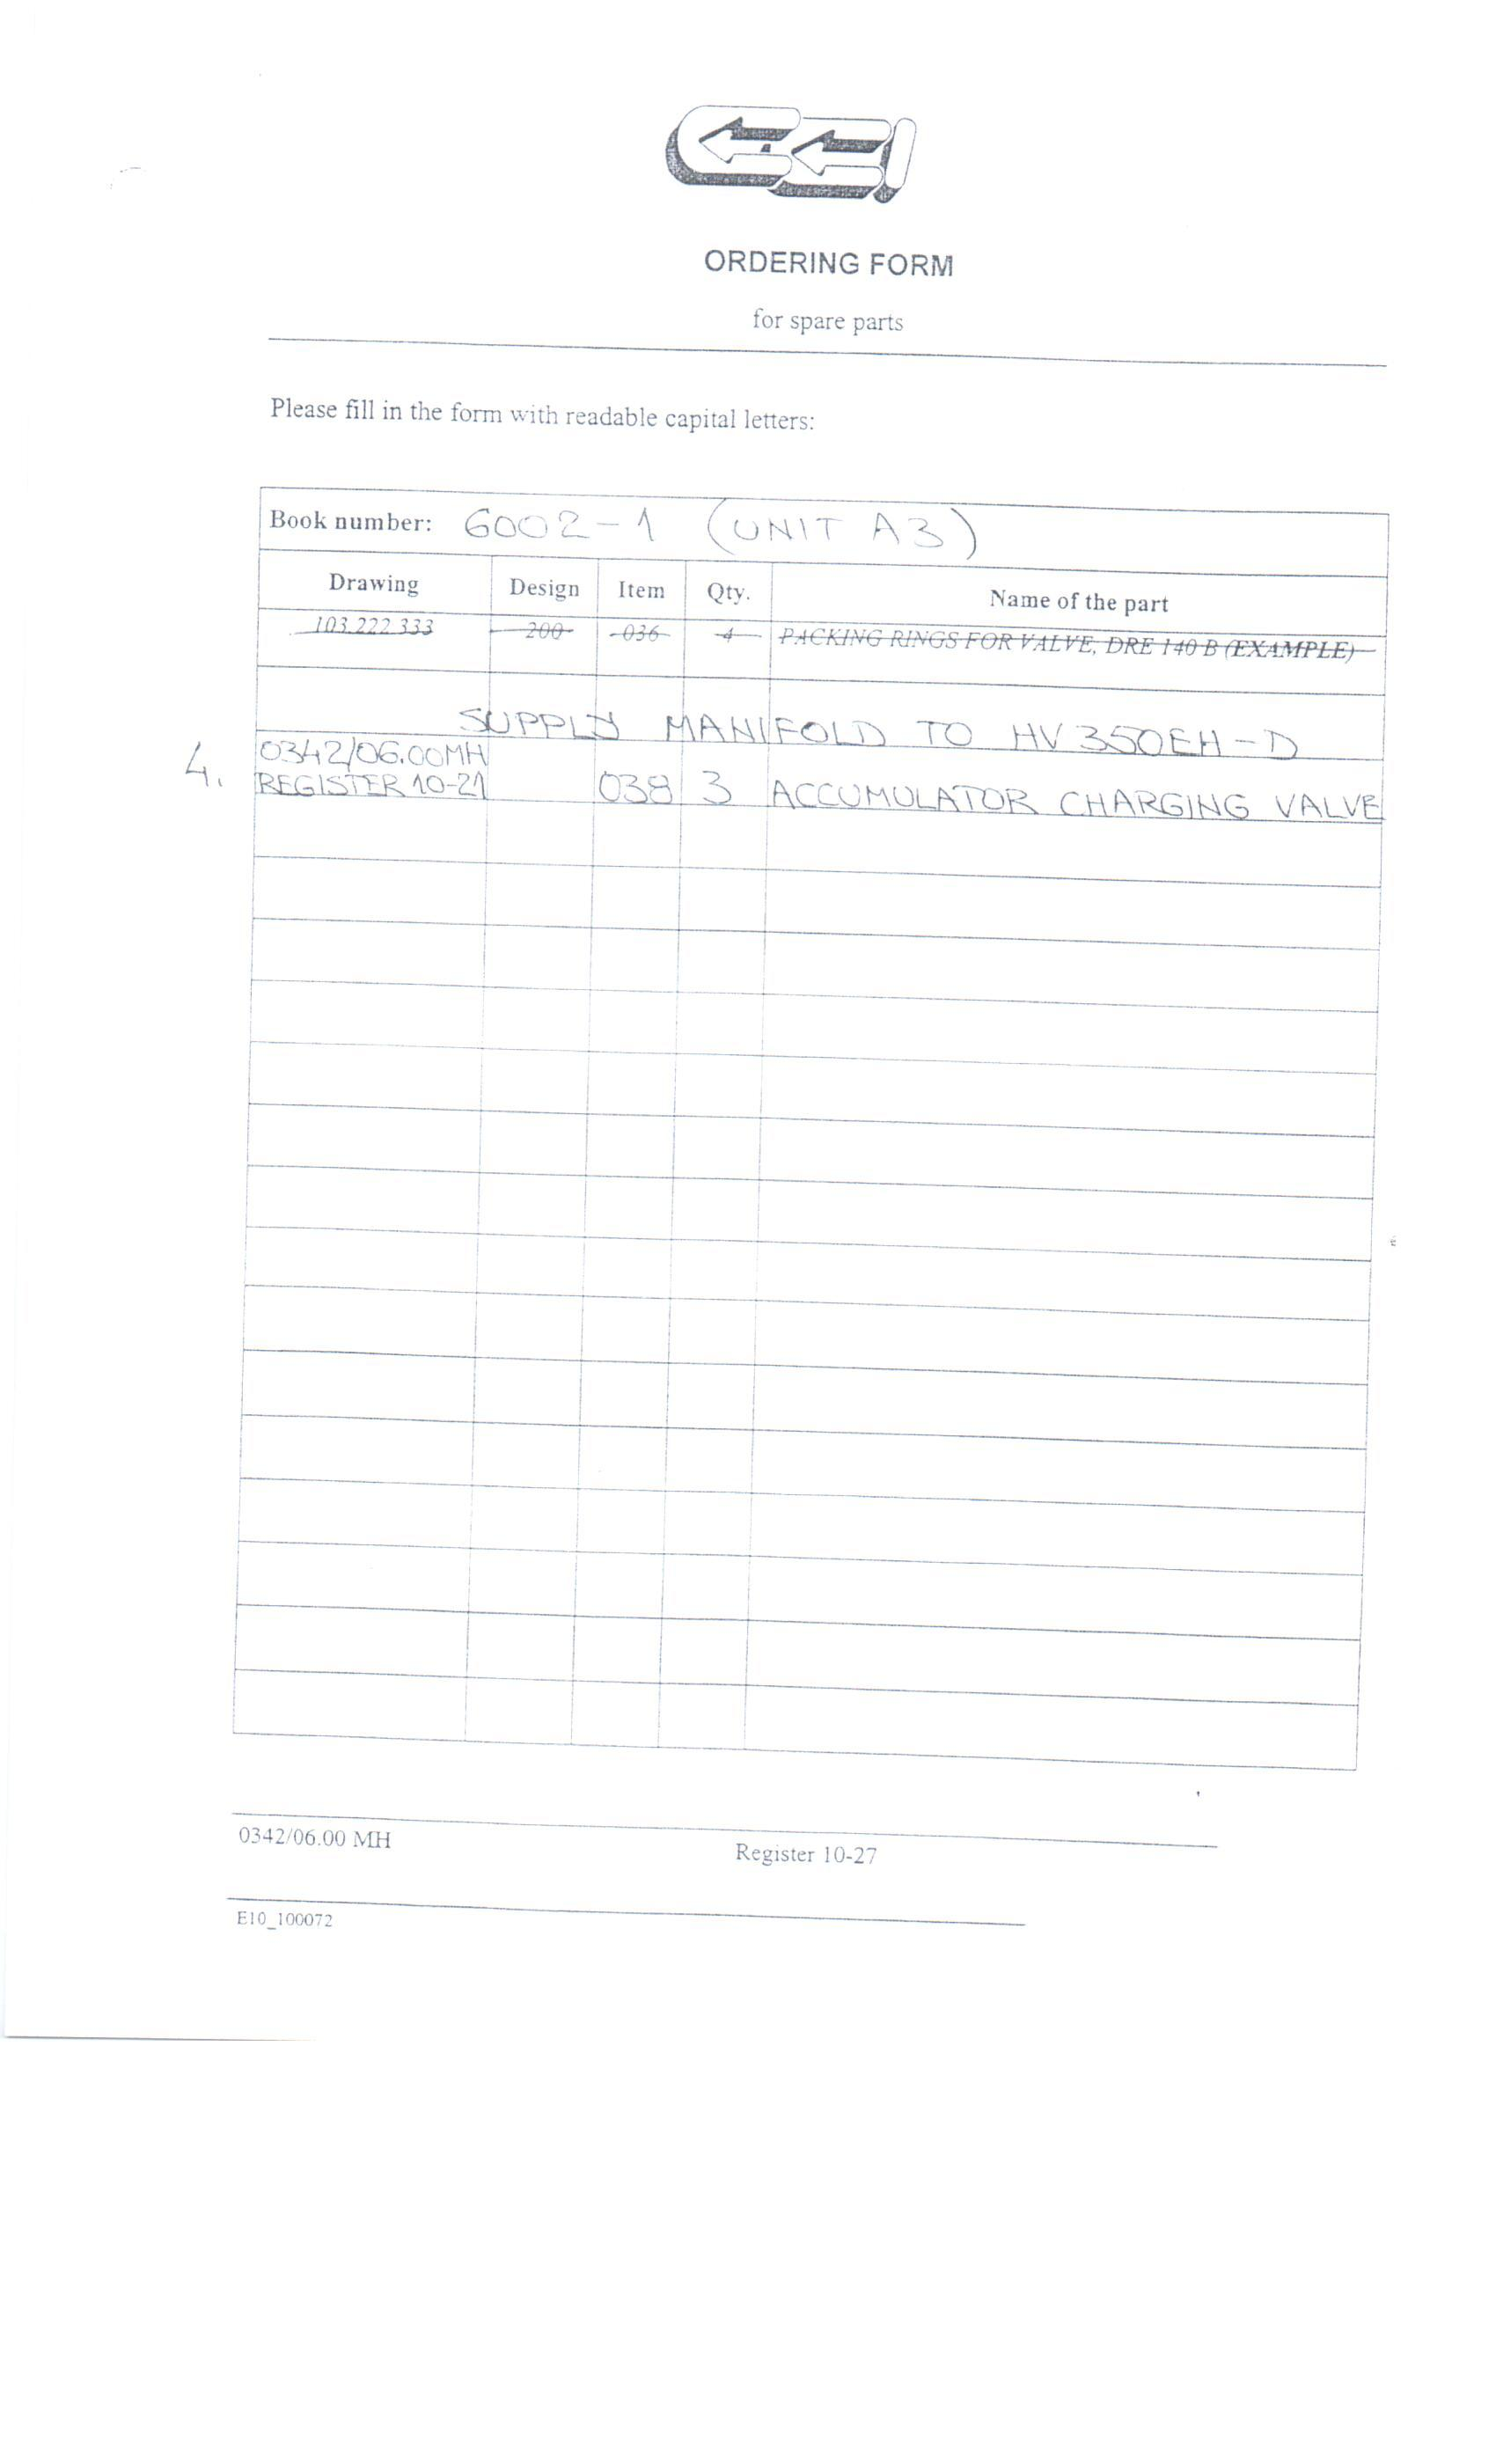 CCI
ORDERING FORM
for spare parts
Please fill in the form with readable capital letters:
Book number: 6002-1 (UNIT A3)
Drawing Design Item Qty. Name of the part
103.222.333 200 036 4 PACKING RINGS FOR VALVE, DRE 140 B (EXAMPLE)
SUPPLY MANIFOLD TO HV350EH-D
0342/06.00MH
4. REGISTER 10-21 038 3 ACCUMULATOR CHARGING VALVE
0342/06.00 MH Register 10-27
E10_100072